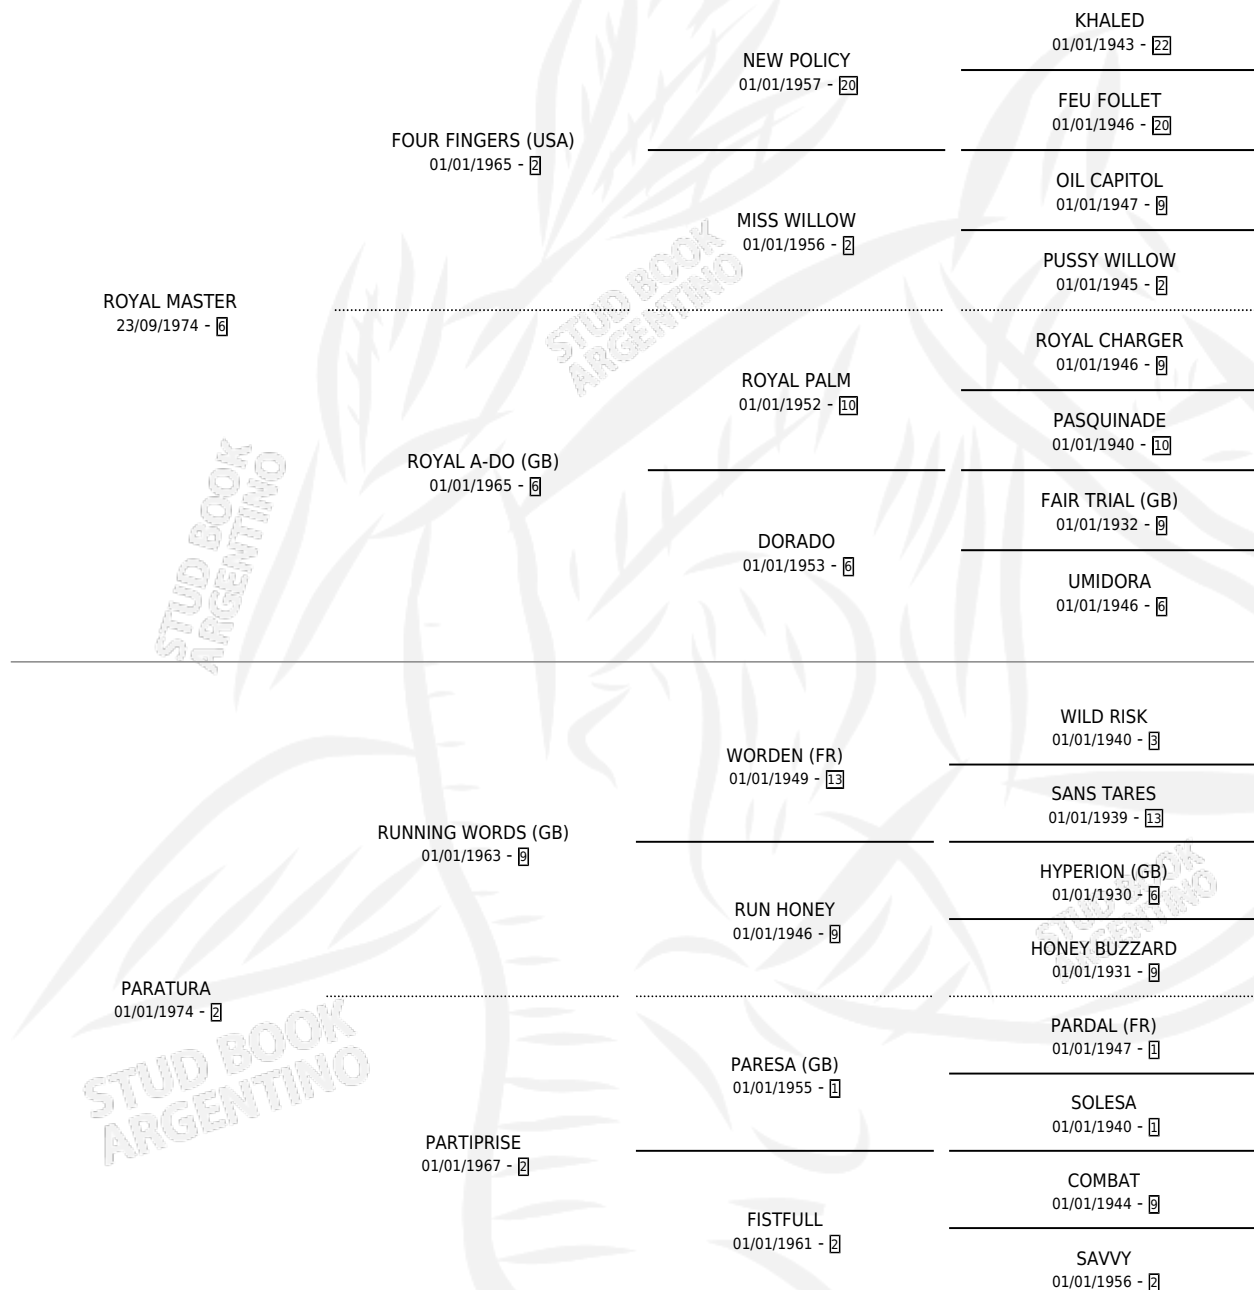 KHALED
01/01/1943 - 22
NEW POLICY
01/01/1957 - 20
FEU FOLLET
01/01/1946 - 20
FOUR FINGERS (USA)
01/01/1965 - 2
OIL CAPITOL
01/01/1947 - 9
MISS WILLOW
01/01/1956 - 2
PUSSY WILLOW
01/01/1945 - 2
STUD BOOK
ARGENTINO
ROYAL MASTER
23/09/1974 - 6
ROYAL CHARGER
01/01/1946 - 9
ROYAL PALM
01/01/1952 - 10
PASQUINADE
01/01/1940 - 10
ROYAL A-DO (GB)
01/01/1965 - 6
FAIR TRIAL (GB)
01/01/1932 - 9
DORADO
01/01/1953 - 6
UMIDORA
01/01/1946 - 6
STUD BOOK
ARGENTINO
WILD RISK
01/01/1940 - 3
WORDEN (FR)
01/01/1949 - 13
SANS TARES
01/01/1939 - 13
RUNNING WORDS (GB)
01/01/1963 - 9
HYPERION (GB)
01/01/1930 - 6
RUN HONEY
01/01/1946 - 9
HONEY BUZZARD
01/01/1931 - 9
STUD BOOK
ARGENTINO
PARATURA
01/01/1974 - 2
PARDAL (FR)
01/01/1947 - 1
PARESA (GB)
01/01/1955 - 1
SOLESA
01/01/1940 - 1
STUD BOOK
ARGENTINO
PARTIPRISE
01/01/1967 - 2
COMBAT
01/01/1944 - 9
FISTFULL
01/01/1961 - 2
SAVVY
01/01/1956 - 2